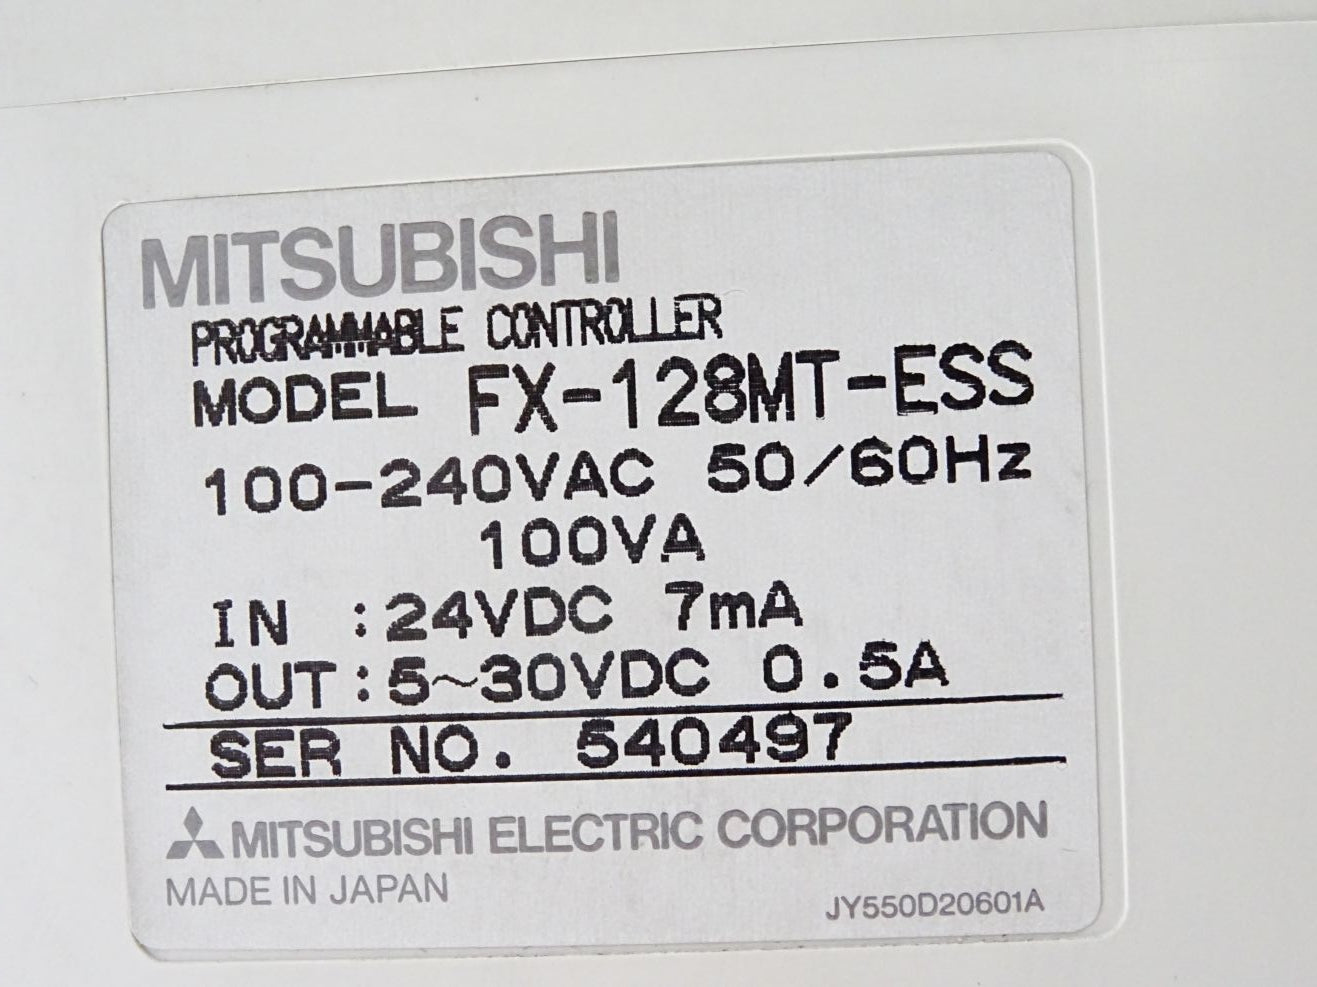 MITSUBISHI
PROGRAMMABLE CONTROLLER
MODEL FX-128MT-ESS
100-240VAC 50/60Hz
100VA
IN :24VDC 7mA
OUT:5~30VDC 0.5A
SER NO. 540497
MITSUBISHI ELECTRIC CORPORATION
MADE IN JAPAN
JY550D20601A